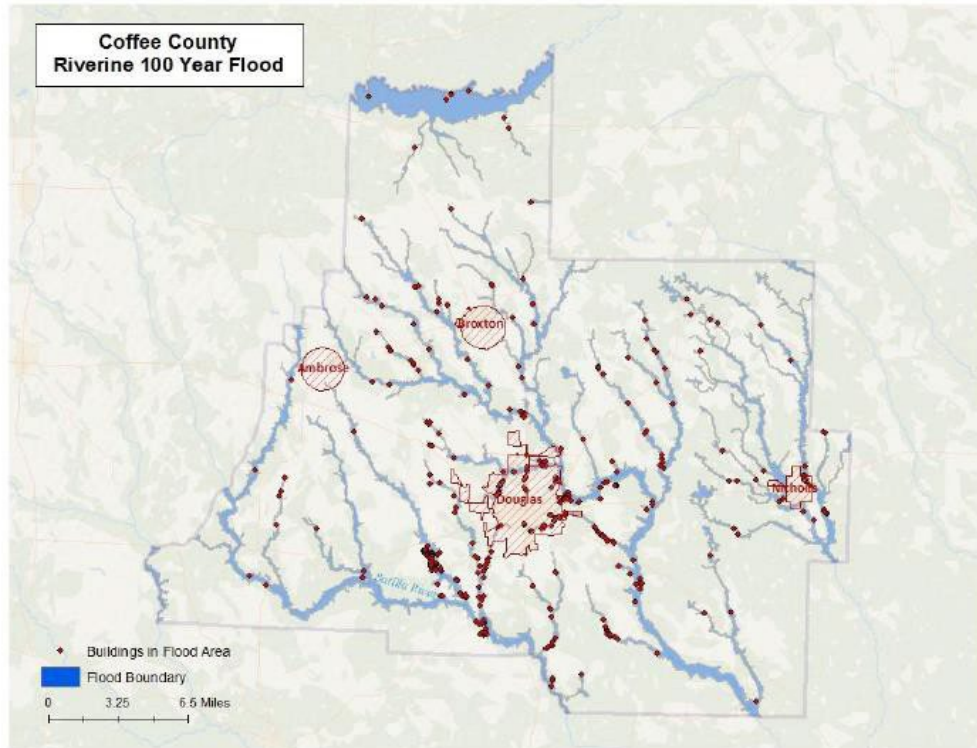 Coffee County
Riverine 100 Year Flood
Broxton
Ambrose
Douglas
Nicholls
Satilla River
Buildings in Flood Area
Flood Boundary
0 3.25 6.5 Miles